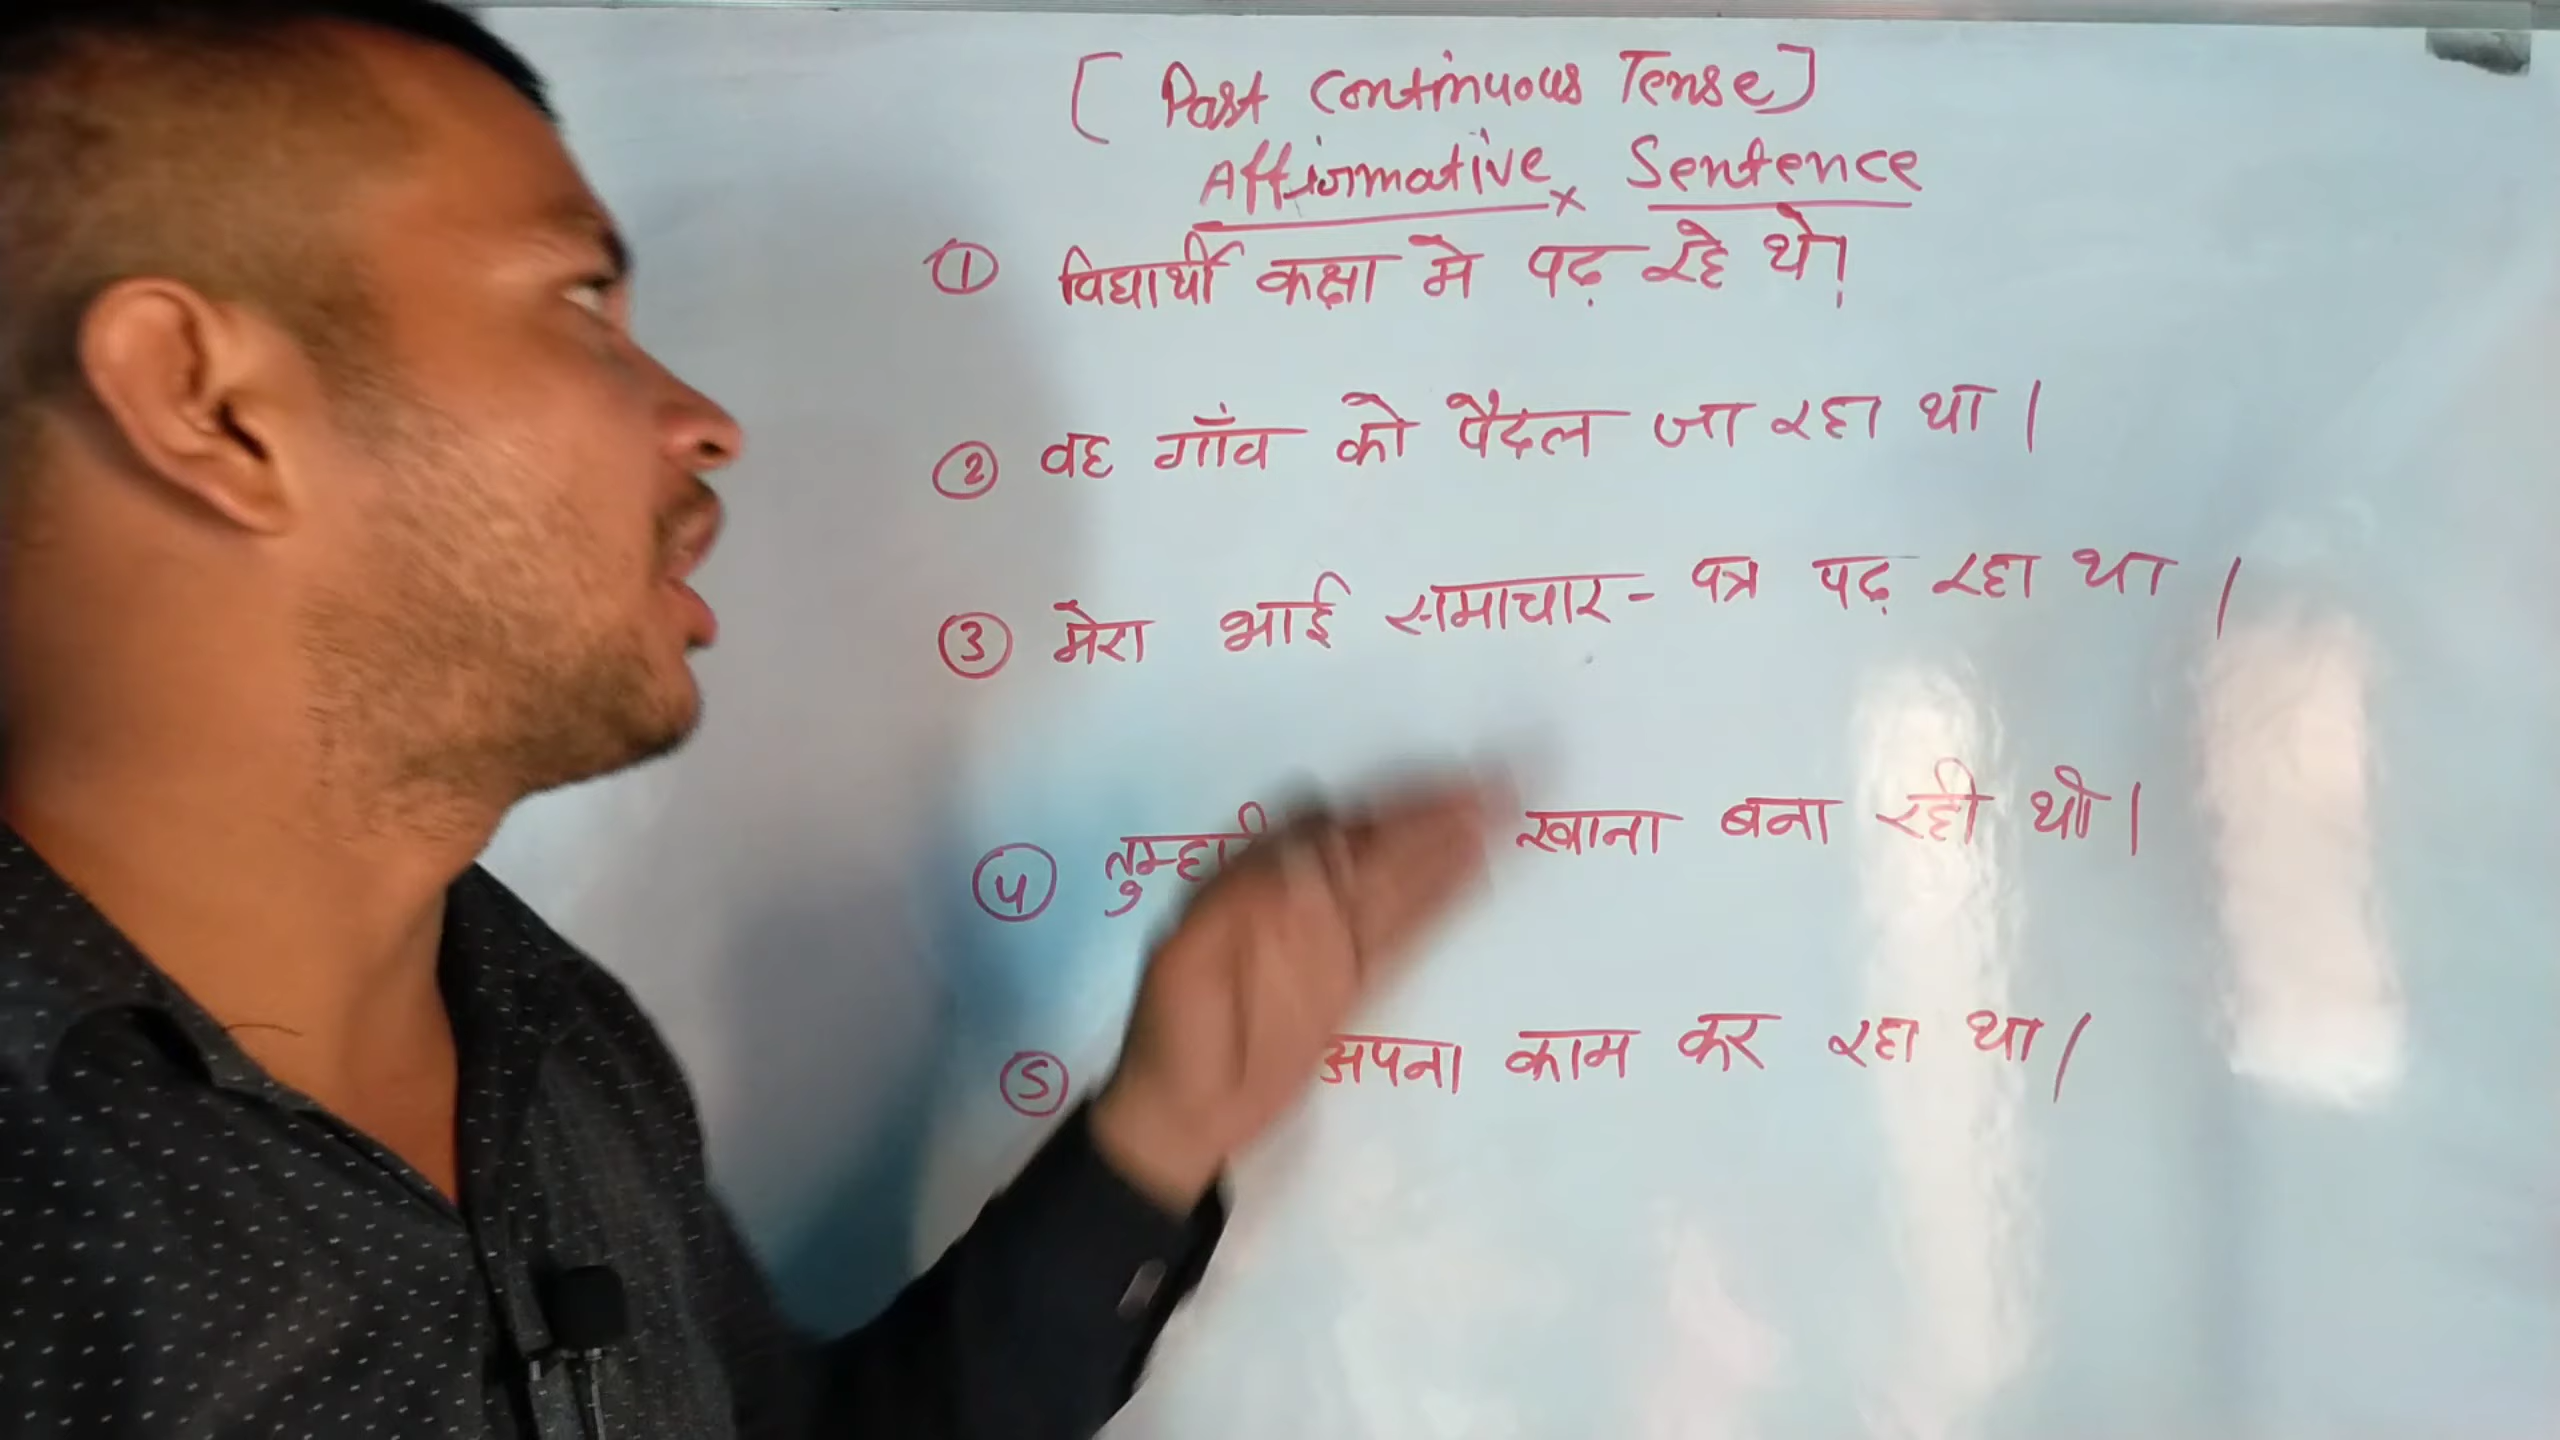 [ Past Continuous Tense ]
Affirmative x Sentence
① विद्यार्थी कक्षा मे पढ़ रहे थे।
② वह गाँव को पैदल जा रहा था।
③ मेरा भाई समाचार - पत्र पढ़ रहा था।
④ खाना बना रही थी।
⑤ अपना काम कर रहा था।